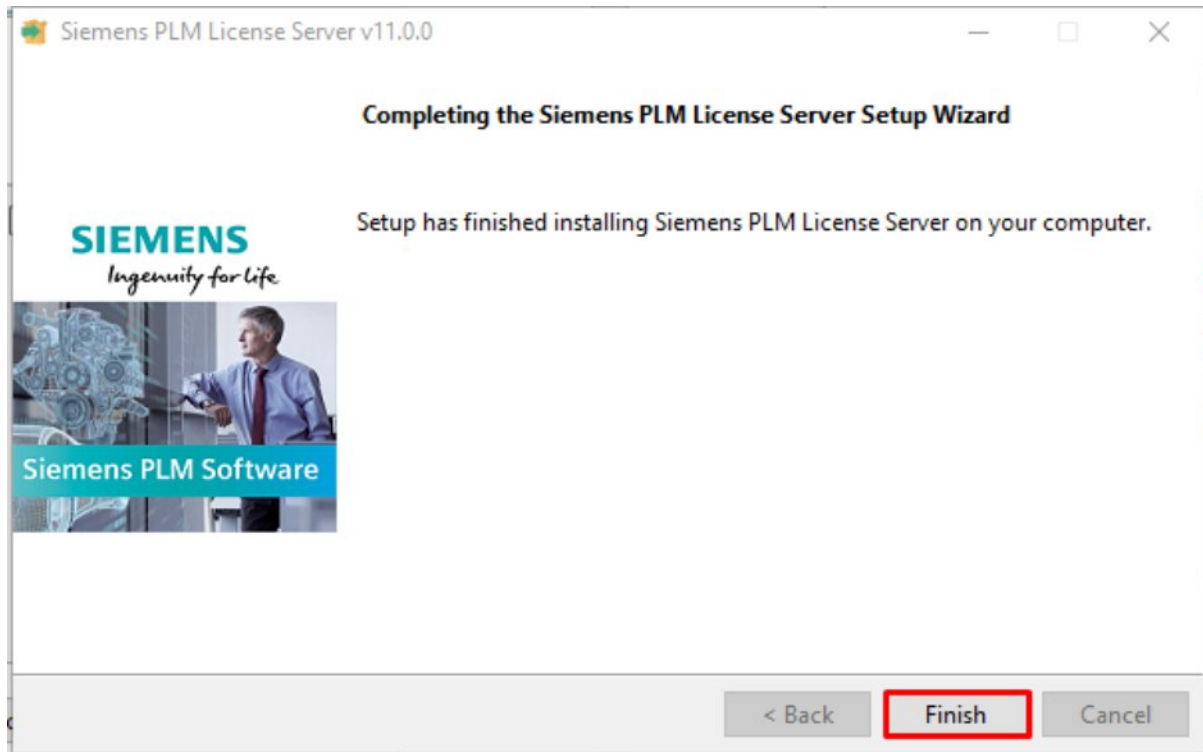 Siemens PLM License Server v11.0.0
Completing the Siemens PLM License Server Setup Wizard
Setup has finished installing Siemens PLM License Server on your computer.
SIEMENS
Ingenuity for life
Siemens PLM Software
< Back
Finish
Cancel